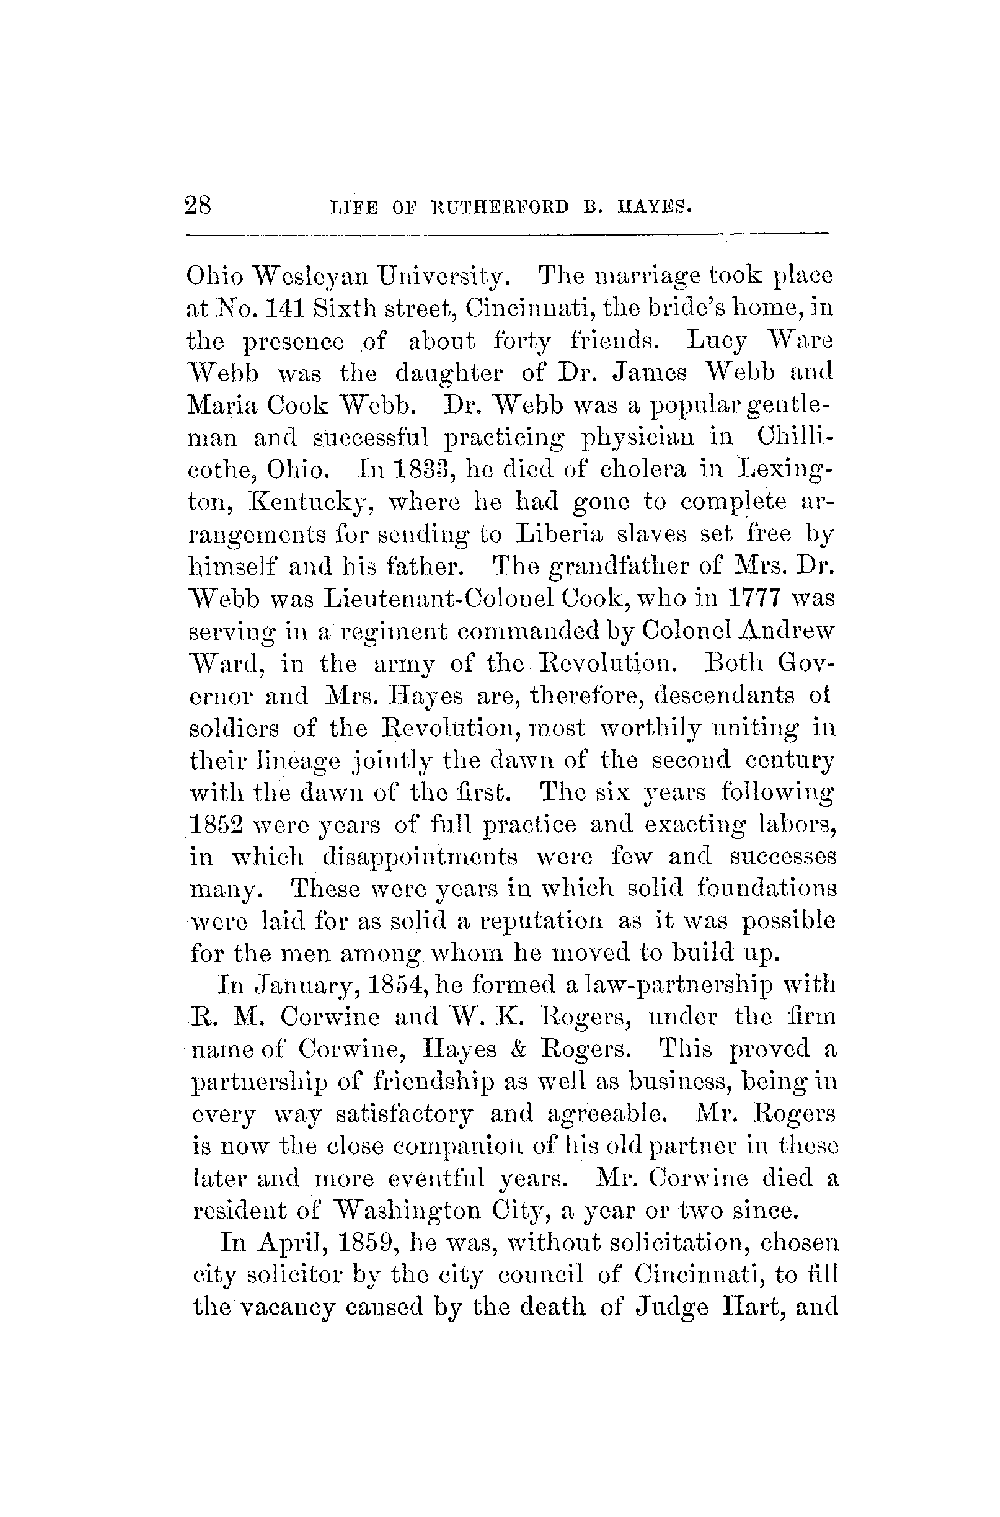 28 LIFE OF RUTHERFORD B. HAYES.
Ohio Wesleyan University. The marriage took place
at No. 141 Sixth street, Cincinnati, the bride's home, in
the presence of about forty friends. Lucy Ware
Webb was the daughter of Dr. James Webb and
Maria Cook Webb. Dr. Webb was a popular gentle-
man and successful practicing physician in Chilli-
cothe, Ohio. In 1833, he died of cholera in Lexing-
ton, Kentucky, where he had gone to complete ar-
rangements for sending to Liberia slaves set free by
himself and his father. The grandfather of Mrs. Dr.
Webb was Lieutenant-Colonel Cook, who in 1777 was
serving in a regiment commanded by Colonel Andrew
Ward, in the army of the Revolution. Both Gov-
ernor and Mrs. Hayes are, therefore, descendants of
soldiers of the Revolution, most worthily uniting in
their lineage jointly the dawn of the second century
with the dawn of the first. The six years following
1852 were years of full practice and exacting labors,
in which disappointments were few and successes
many. These were years in which solid foundations
were laid for as solid a reputation as it was possible
for the men among whom he moved to build up.
In January, 1854, he formed a law-partnership with
R. M. Corwine and W. K. Rogers, under the firm
name of Corwine, Hayes & Rogers. This proved a
partnership of friendship as well as business, being in
every way satisfactory and agreeable. Mr. Rogers
is now the close companion of his old partner in these
later and more eventful years. Mr. Corwine died a
resident of Washington City, a year or two since.
In April, 1859, he was, without solicitation, chosen
city solicitor by the city council of Cincinnati, to fill
the vacancy caused by the death of Judge Hart, and